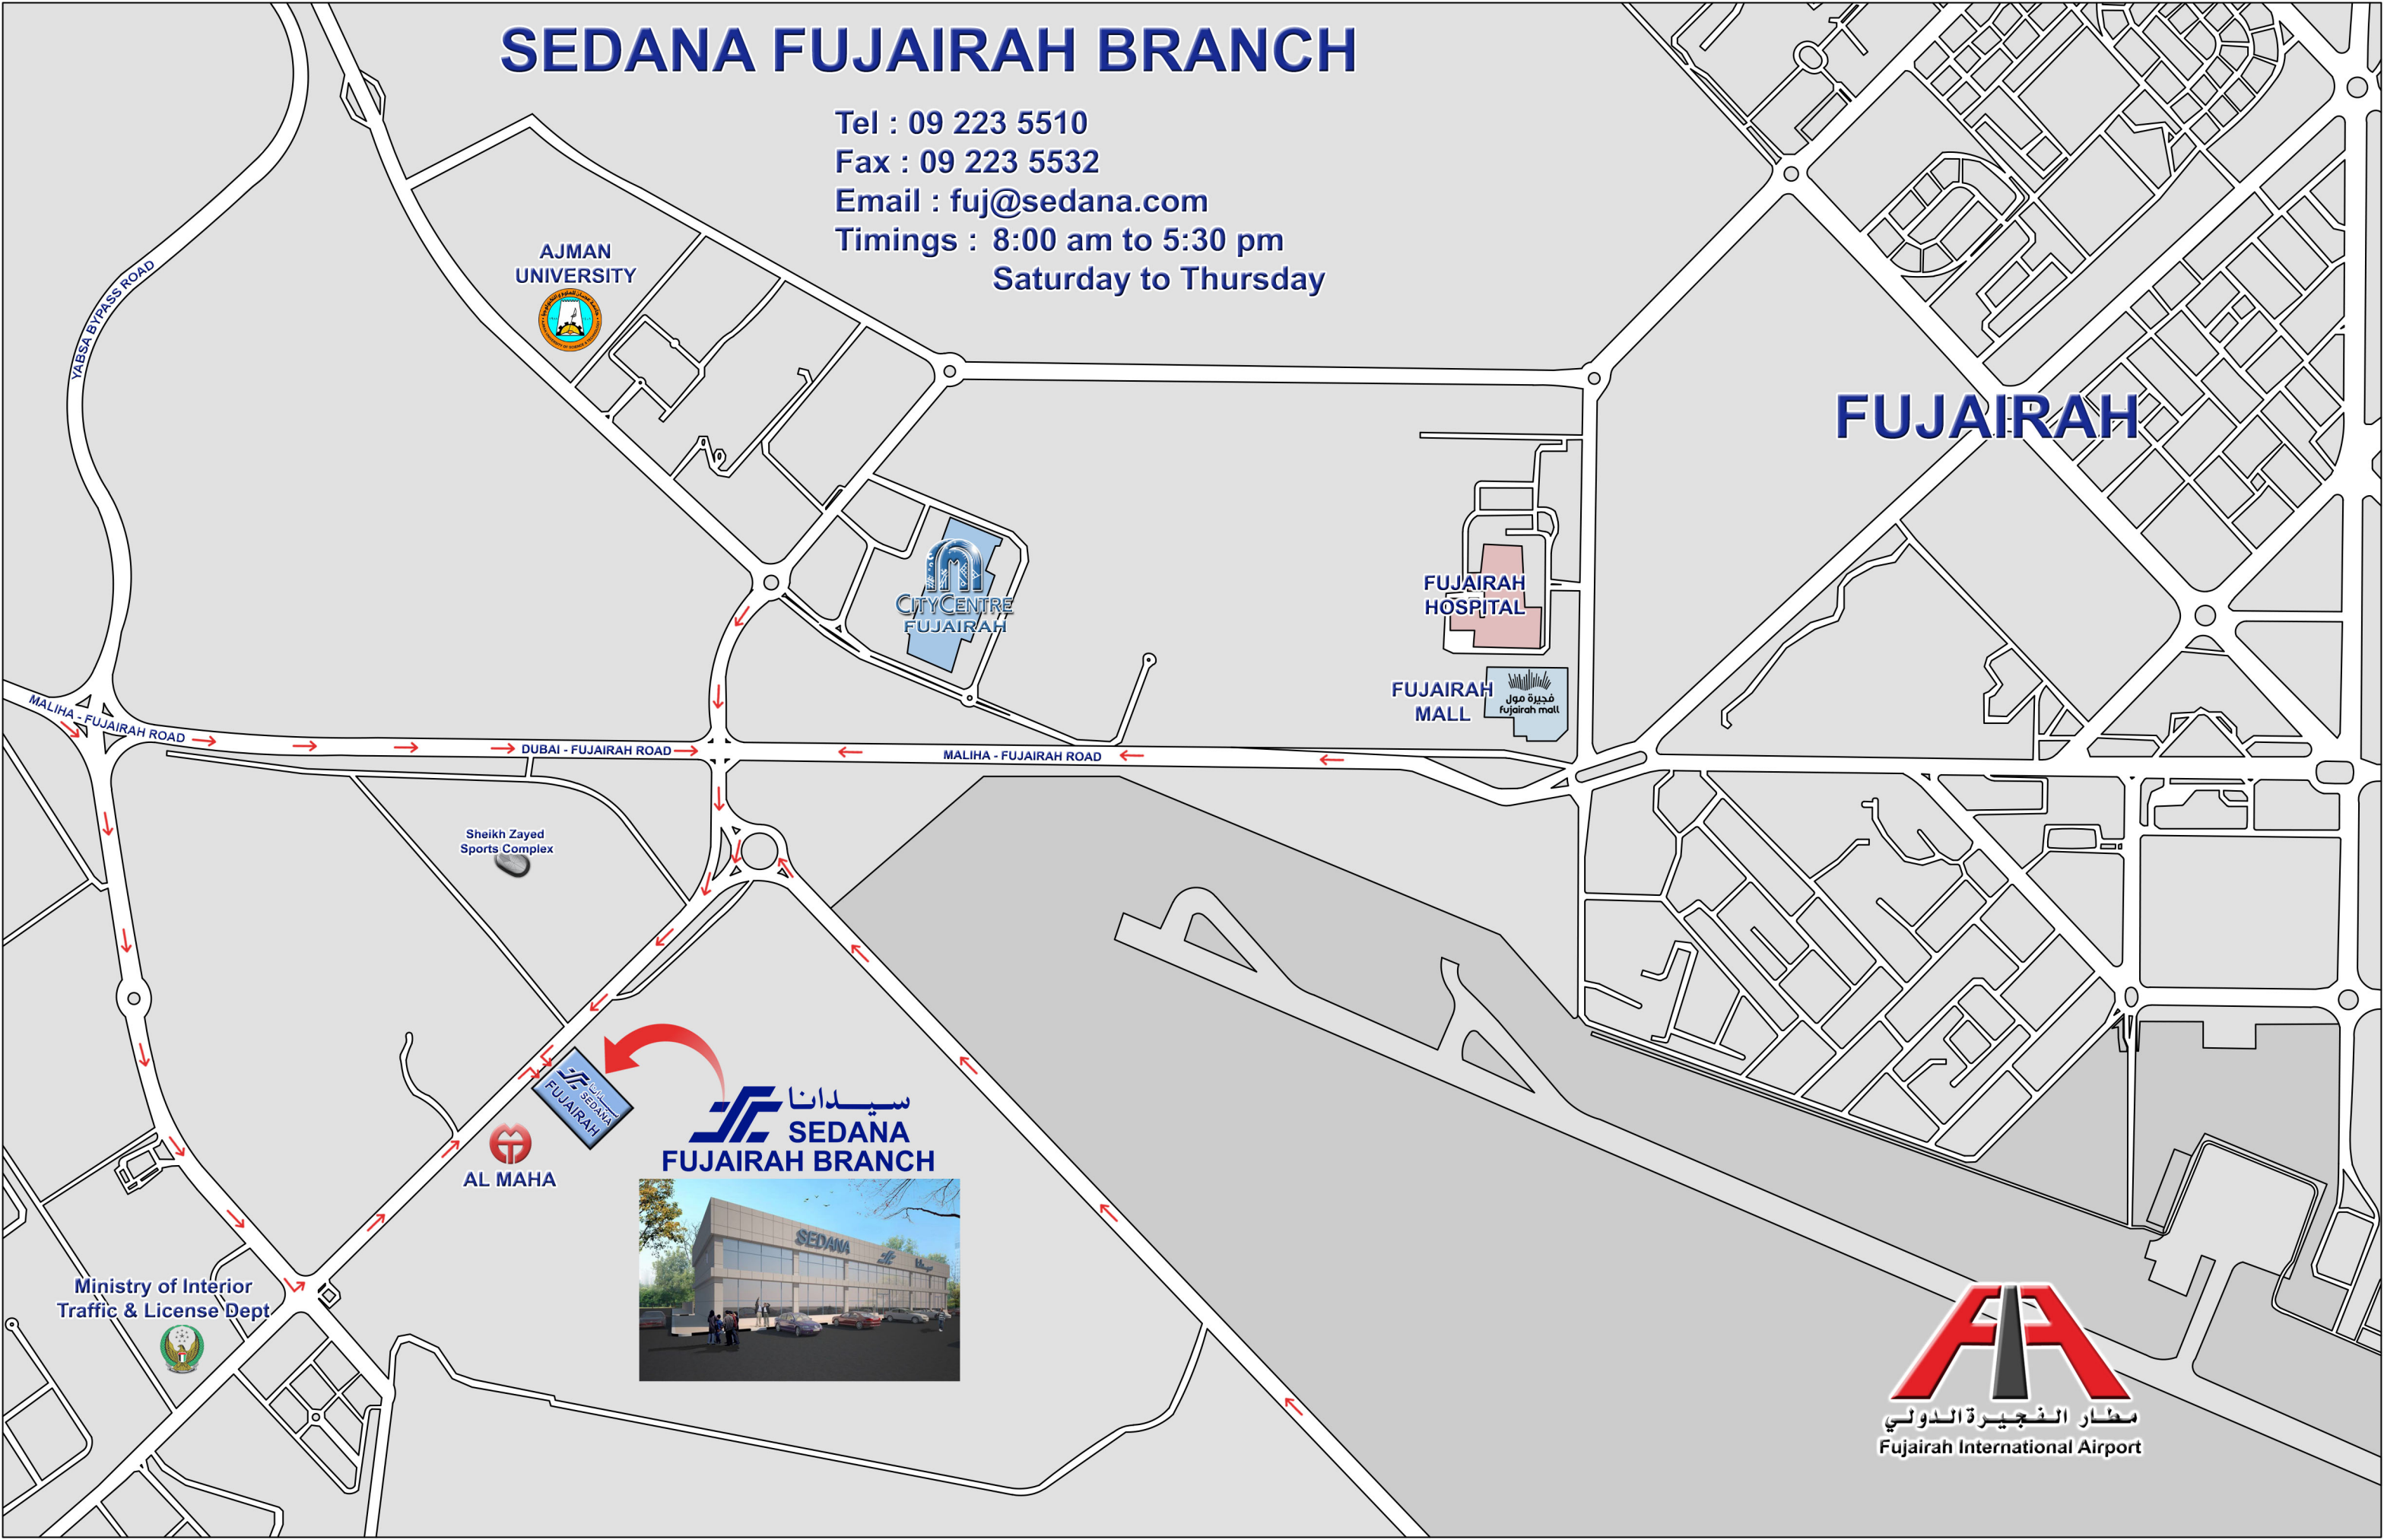 SEDANA FUJAIRAH BRANCH
Tel : 09 223 5510
Fax : 09 223 5532
Email : fuj@sedana.com
Timings : 8:00 am to 5:30 pm
Saturday to Thursday
AJMAN
UNIVERSITY
YABSA BYPASS ROAD
FUJAIRAH
CITYCENTRE
FUJAIRAH
FUJAIRAH
HOSPITAL
FUJAIRAH
MALL
فجيرة مول
fujairah mall
MALIHA - FUJAIRAH ROAD
DUBAI - FUJAIRAH ROAD
MALIHA - FUJAIRAH ROAD
Sheikh Zayed
Sports Complex
سيدانا
SEDANA
FUJAIRAH
سيدانا
SEDANA
FUJAIRAH BRANCH
AL MAHA
SEDANA
Ministry of Interior
Traffic & License Dept
مطار الفجيرة الدولي
Fujairah International Airport